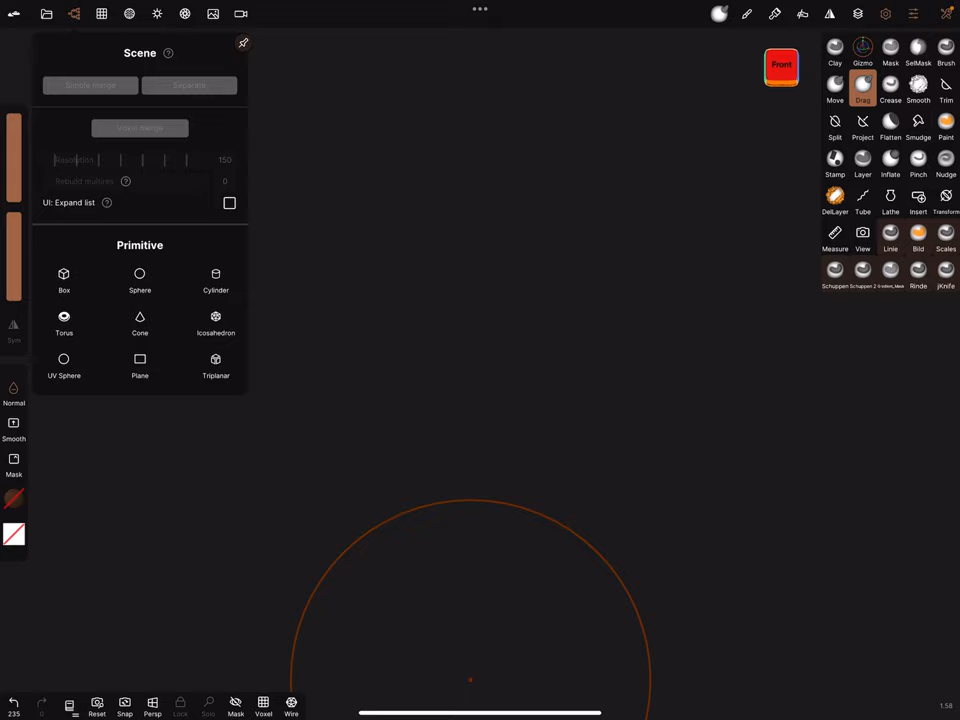 Scene ?
Simple merge Separate
Voxel merge
Resolution 150
Rebuild multires ? 0
UI: Expand list ?
Primitive
Box Sphere Cylinder
Torus Cone Icosahedron
UV Sphere Plane Triplanar
Sym
Normal
Smooth
Mask
Front
Clay Gizmo Mask SelMask Brush
Move Drag Crease Smooth Trim
Split Project Flatten Smudge Paint
Stamp Layer Inflate Pinch Nudge
DelLayer Tube Lathe Insert Transform
Measure View Linie Bild Scales
Schuppen Schuppen 2 Rinde jKnife
235 0 Reset Snap Persp Lock Solo Mask Voxel Wire
1.58